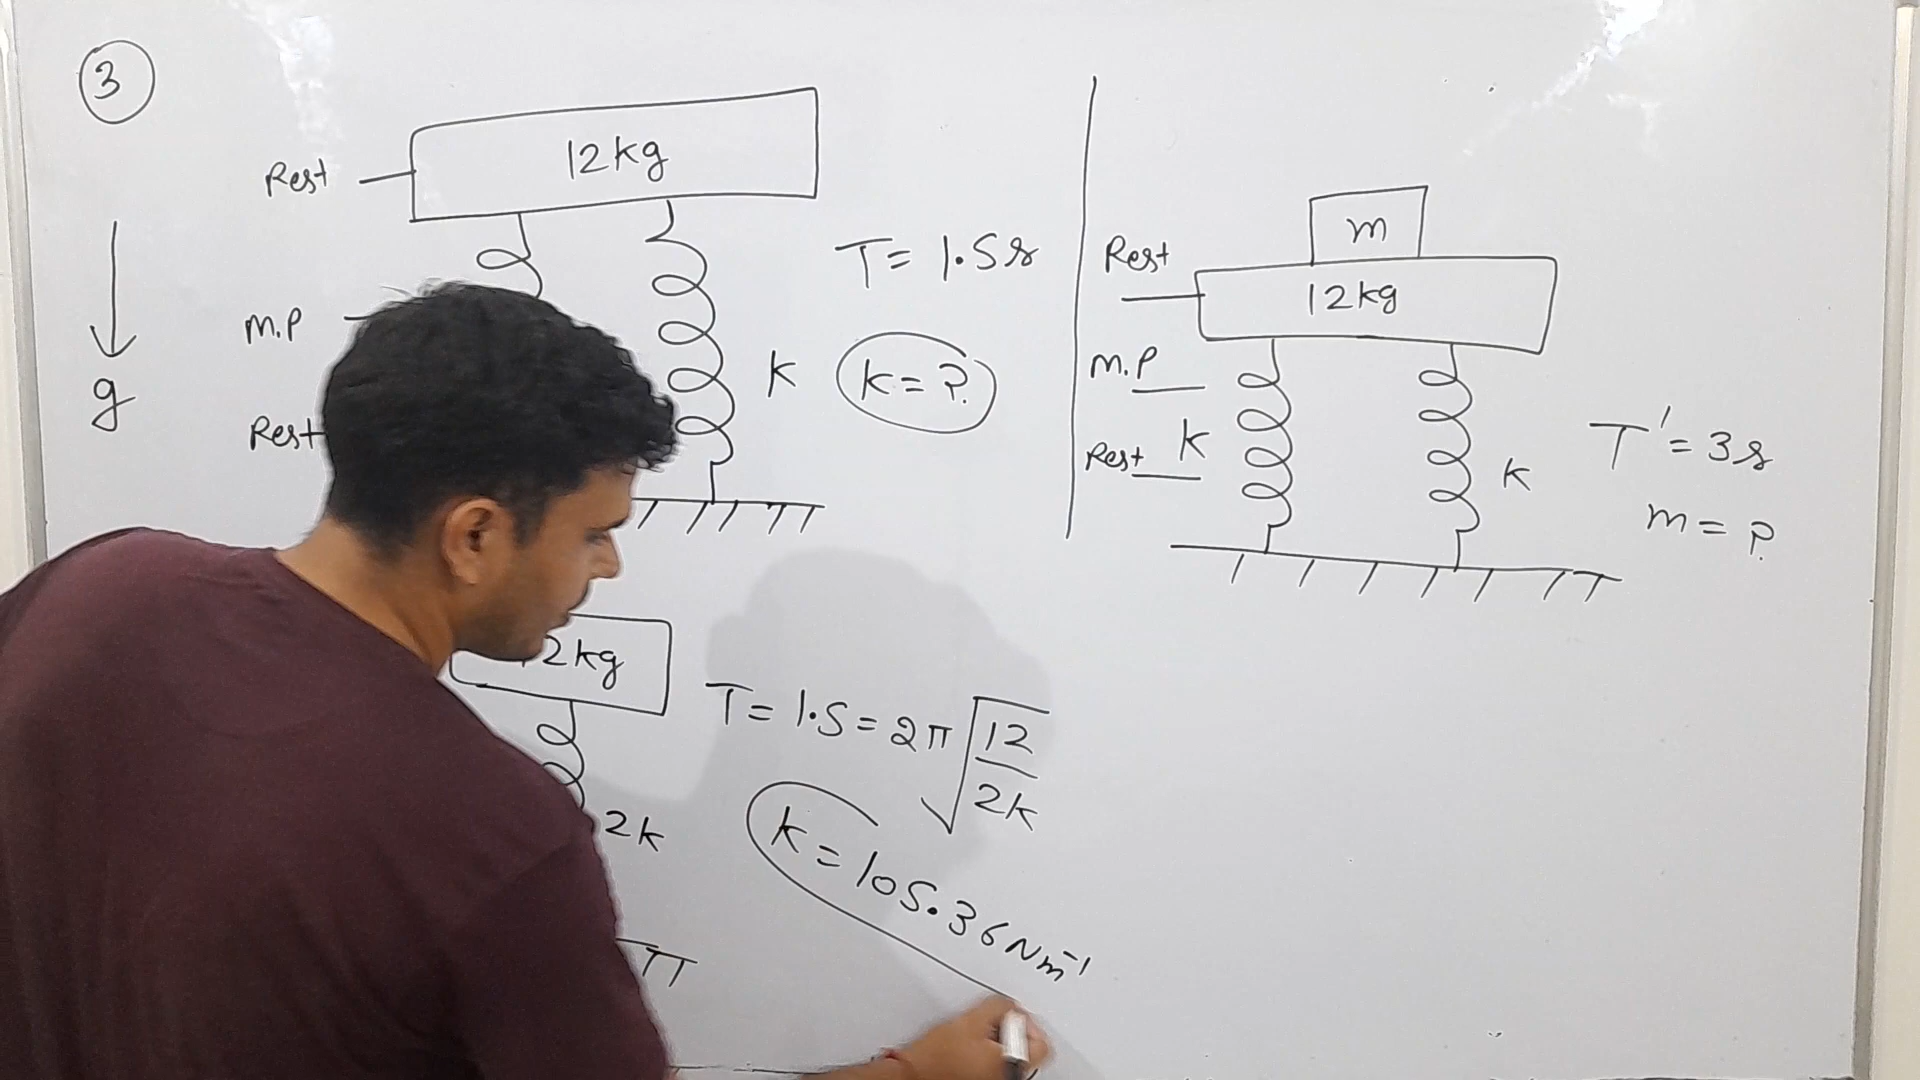 3
12kg
Rest
M.P
Rest
g
T = 1.5s
k
k = ?
m
12kg
Rest
M.P
Rest
k
k
T' = 3s
m = ?
2kg
2k
T = 1.5 = 2π √(12/2k)
k = 105.36 Nm⁻¹